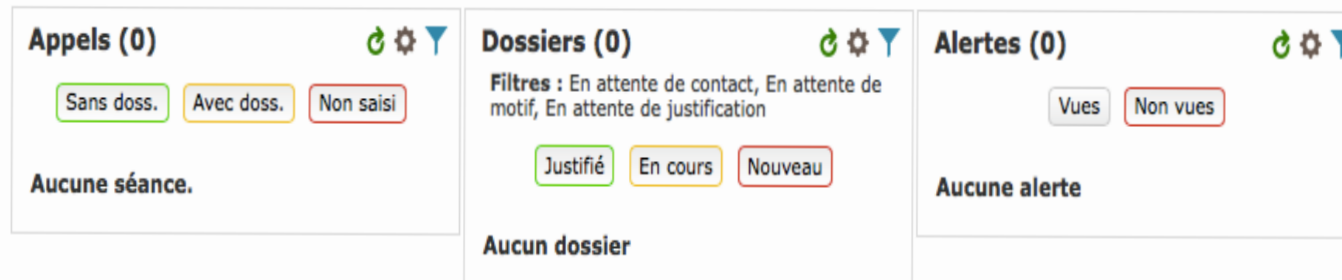 Appels (0)
Sans doss. Avec doss. Non saisi
Aucune séance.
Dossiers (0)
Filtres : En attente de contact, En attente de
motif, En attente de justification
Justifié En cours Nouveau
Aucun dossier
Alertes (0)
Vues Non vues
Aucune alerte